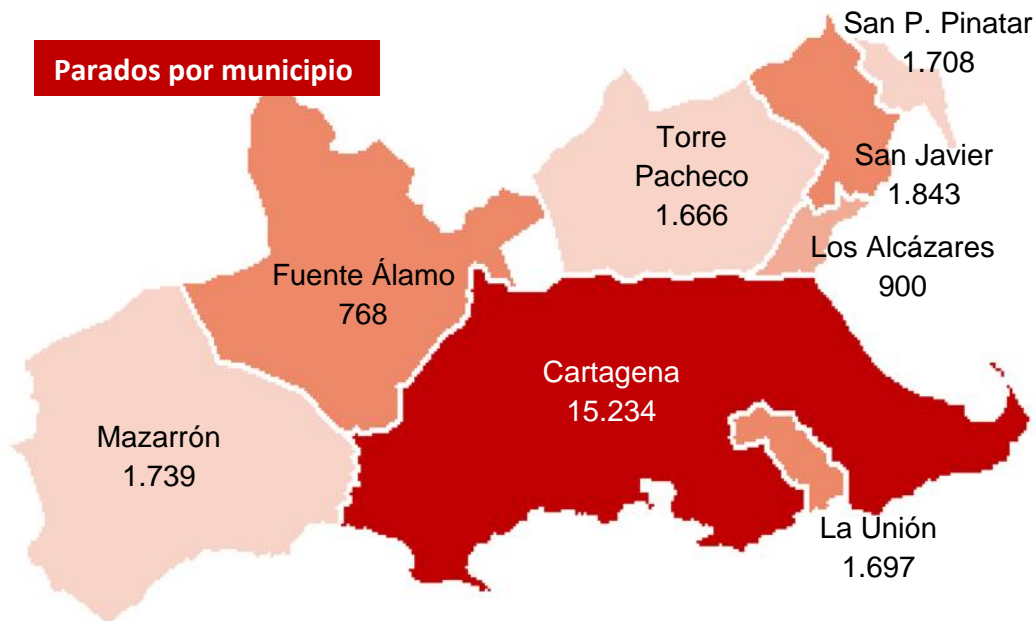 Parados por municipio
San P. Pinatar
1.708
Torre
Pacheco
1.666
San Javier
1.843
Los Alcázares
900
Fuente Álamo
768
Cartagena
15.234
Mazarrón
1.739
La Unión
1.697